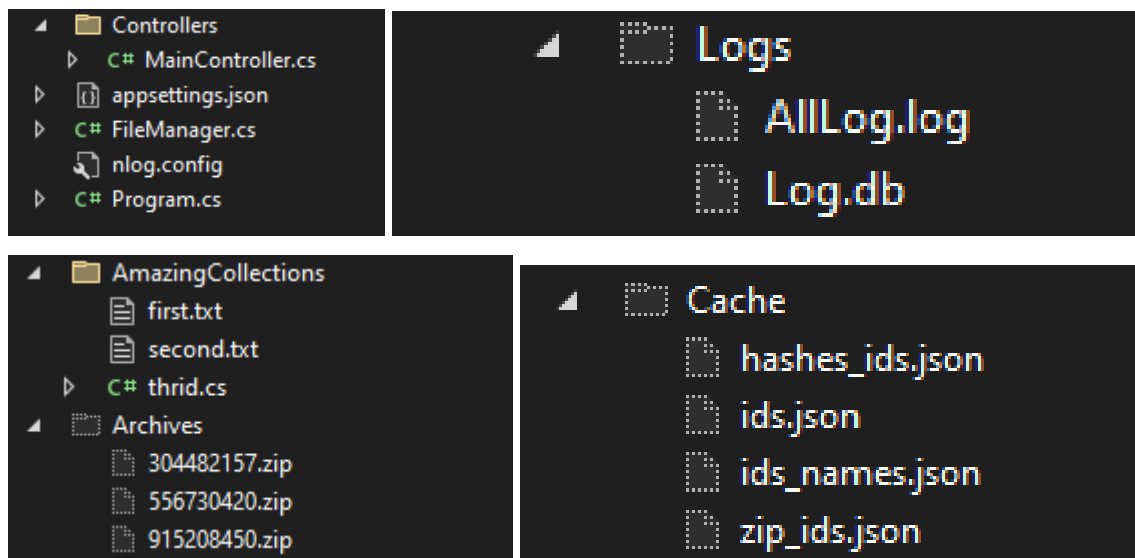 Controllers
C# MainController.cs
appsettings.json
C# FileManager.cs
nlog.config
C# Program.cs
Logs
AllLog.log
Log.db
AmazingCollections
first.txt
second.txt
C# thrid.cs
Archives
304482157.zip
556730420.zip
915208450.zip
Cache
hashes_ids.json
ids.json
ids_names.json
zip_ids.json